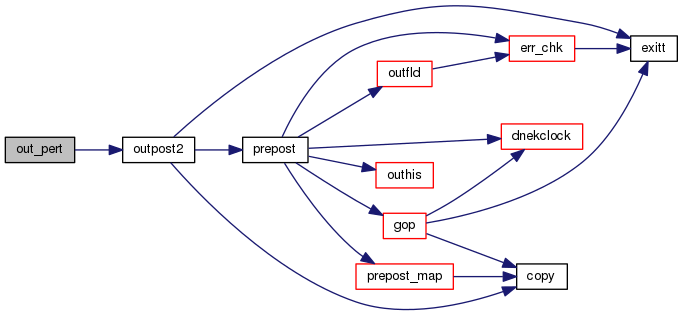 out_pert
outpost2
prepost
outfld
err_chk
exitt
dnekclock
outhis
gop
prepost_map
copy